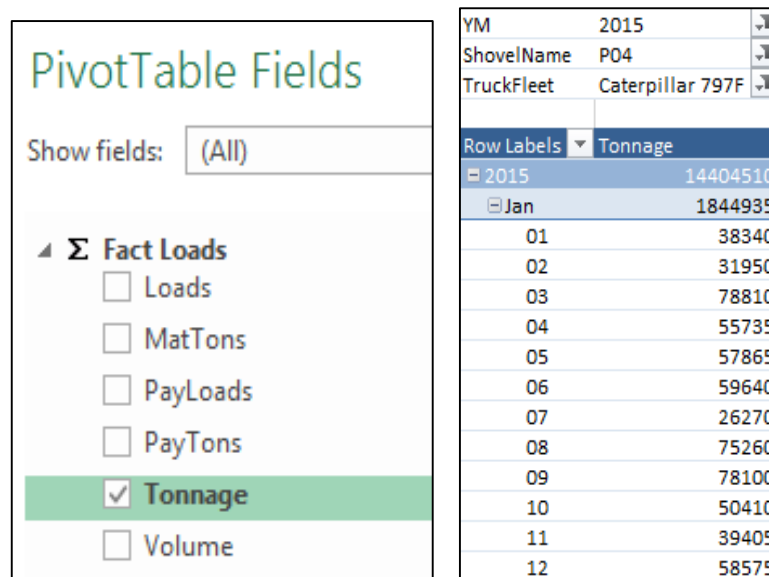 PivotTable Fields
Show fields: (All)
Σ Fact Loads
Loads
MatTons
PayLoads
PayTons
Tonnage
Volume
YM 2015
ShovelName P04
TruckFleet Caterpillar 797F
Row Labels Tonnage
2015 14404510
Jan 1844935
01 38340
02 31950
03 78810
04 55735
05 57865
06 59640
07 26270
08 75260
09 78100
10 50410
11 39405
12 58575